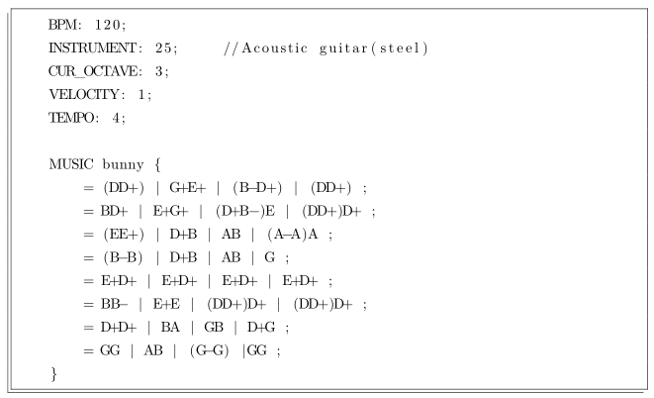 BPM: 120;
INSTRUMENT: 25; //Acoustic guitar(steel)
CUR_OCTAVE: 3;
VELOCITY: 1;
TEMPO: 4;
MUSIC bunny {
= (DD+) | G+E+ | (B-D+) | (DD+) ;
= BD+ | E+G+ | (D+B-)E | (DD+)D+ ;
= (EE+) | D+B | AB | (A-A)A ;
= (B-B) | D+B | AB | G ;
= E+D+ | E+D+ | E+D+ | E+D+ ;
= BB- | E+E | (DD+)D+ | (DD+)D+ ;
= D+D+ | BA | GB | D+G ;
= GG | AB | (G-G) |GG ;
}